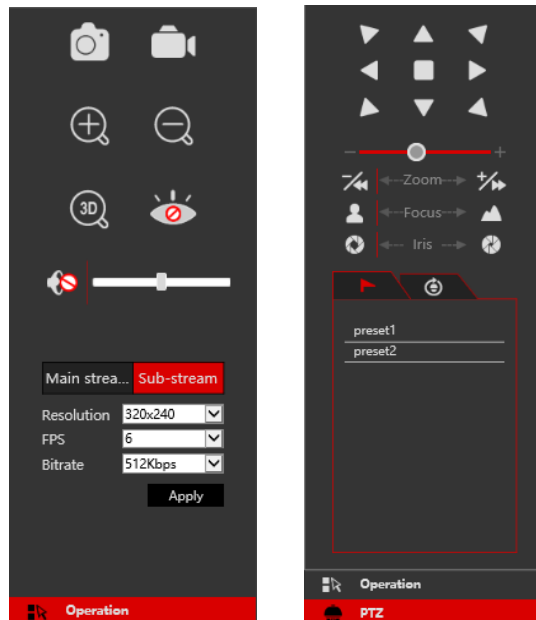 3D
Main strea... Sub-stream
Resolution 320x240
FPS 6
Bitrate 512Kbps
Apply
Operation
- +
-/ Zoom +/
Focus
Iris
preset1
preset2
Operation
PTZ